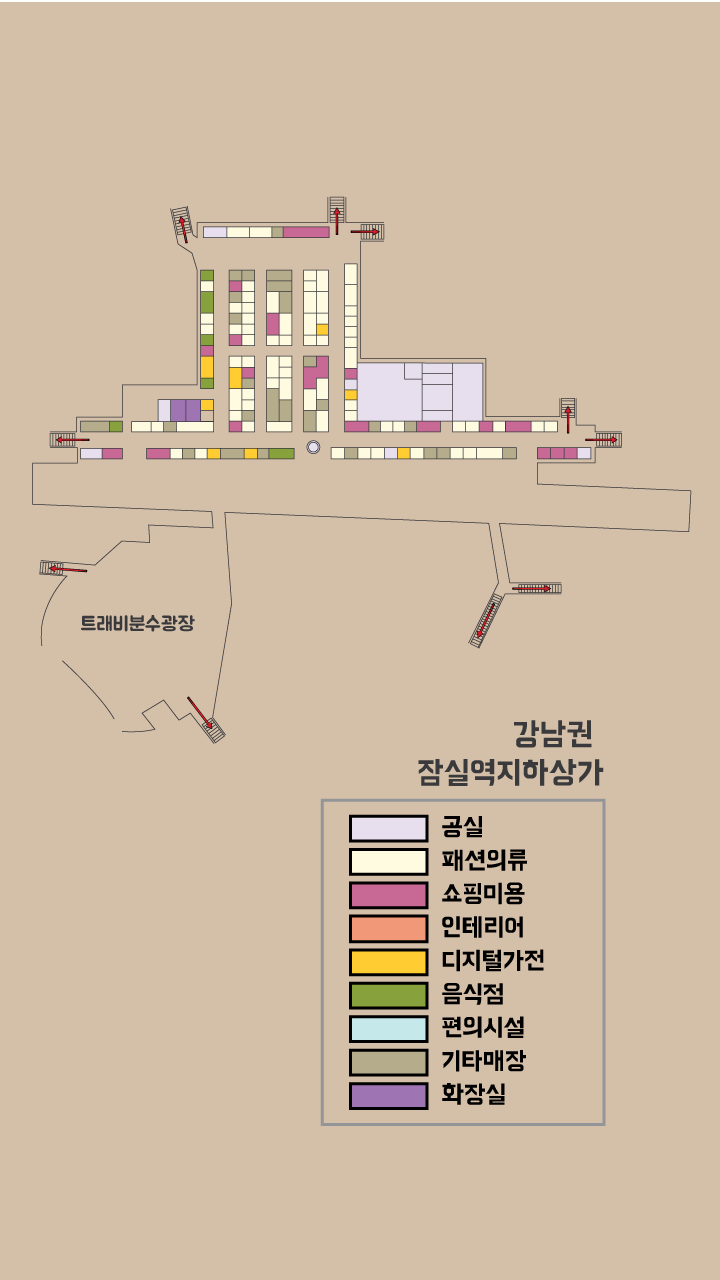 트래비분수광장
강남권
잠실역지하상가
공실
패션의류
쇼핑미용
인테리어
디지털가전
음식점
편의시설
기타매장
화장실